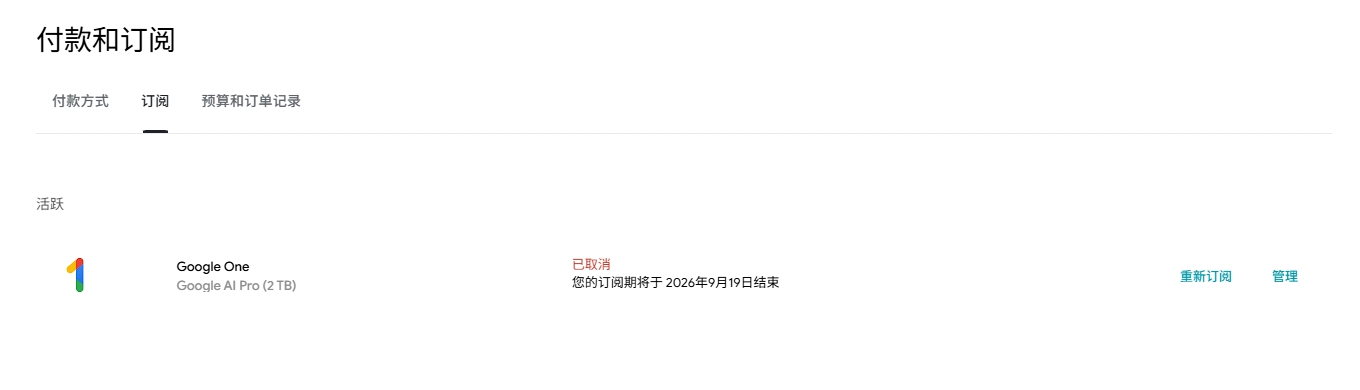 付款和订阅
付款方式
订阅
预算和订单记录
活跃
Google One
Google AI Pro (2 TB)
已取消
您的订阅期将于 2026年9月19日结束
重新订阅
管理